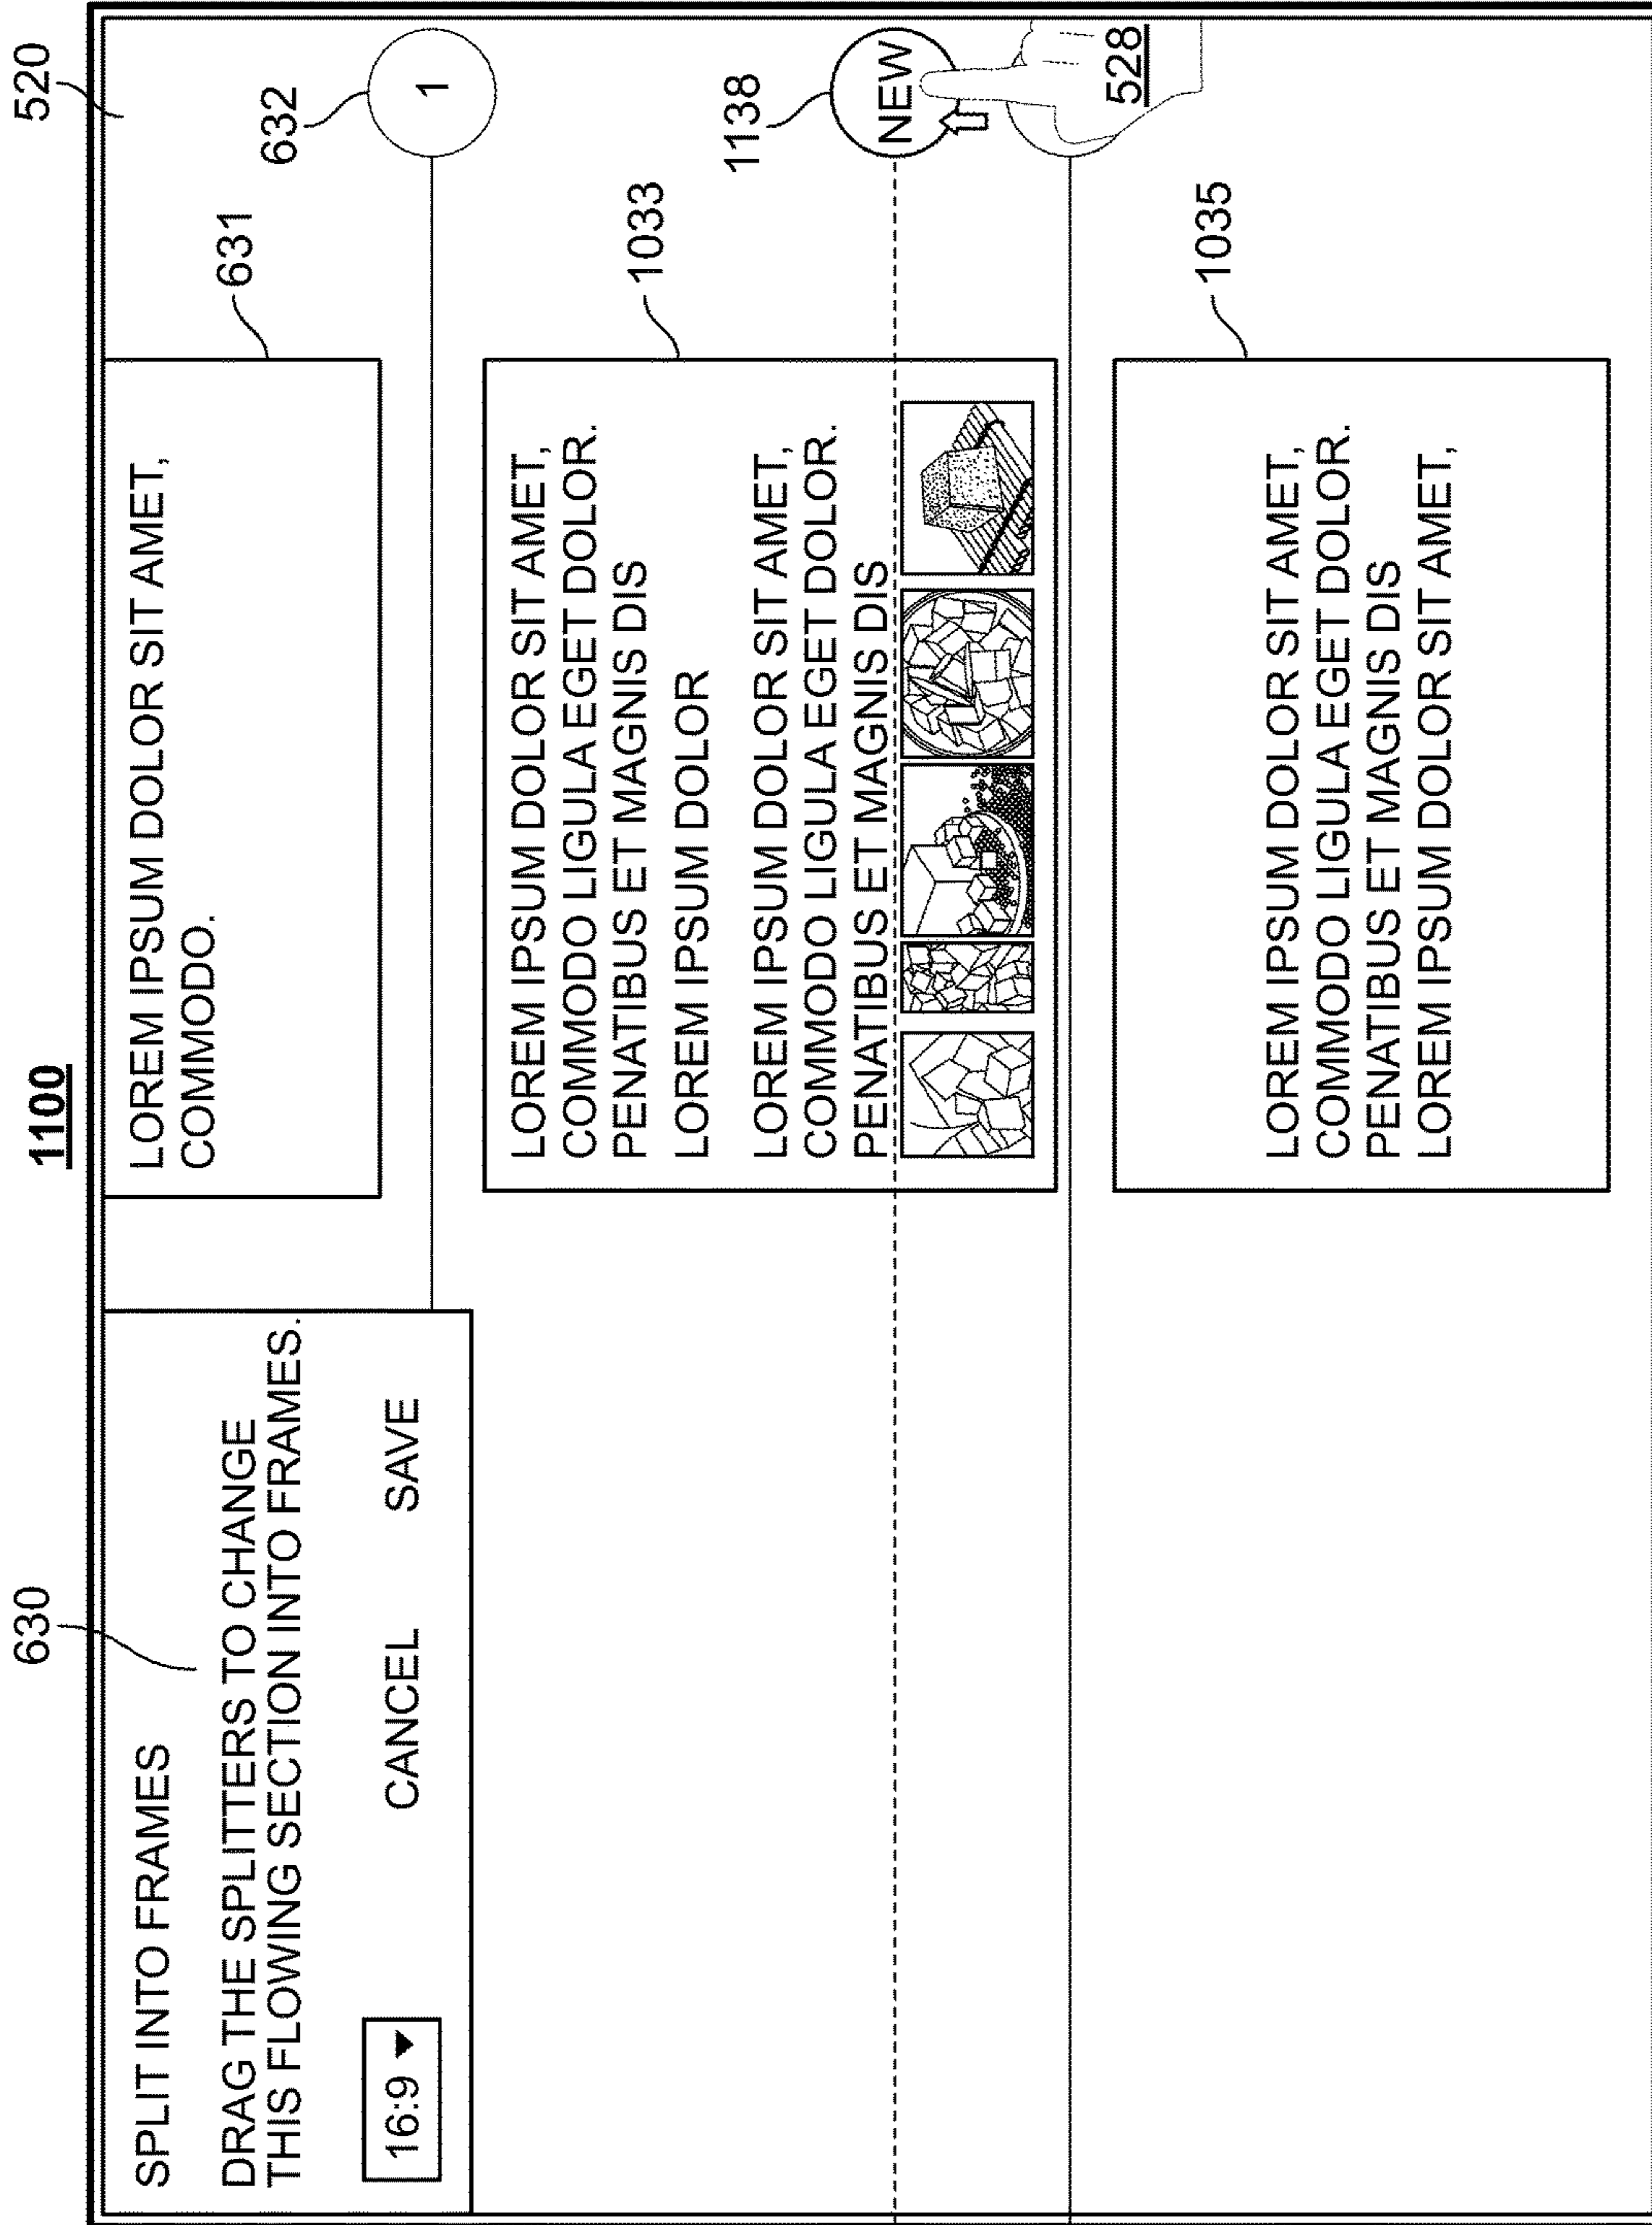 1100
520
630
SPLIT INTO FRAMES
DRAG THE SPLITTERS TO CHANGE
THIS FLOWING SECTION INTO FRAMES.
16:9
CANCEL
SAVE
LOREM IPSUM DOLOR SIT AMET,
COMMODO.
631
632
1
LOREM IPSUM DOLOR SIT AMET,
COMMODO LIGULA EGET DOLOR.
PENATIBUS ET MAGNIS DIS
LOREM IPSUM DOLOR
LOREM IPSUM DOLOR SIT AMET,
COMMODO LIGULA EGET DOLOR.
PENATIBUS ET MAGNIS DIS
1033
1138
NEW
528
LOREM IPSUM DOLOR SIT AMET,
COMMODO LIGULA EGET DOLOR.
PENATIBUS ET MAGNIS DIS
LOREM IPSUM DOLOR SIT AMET,
1035